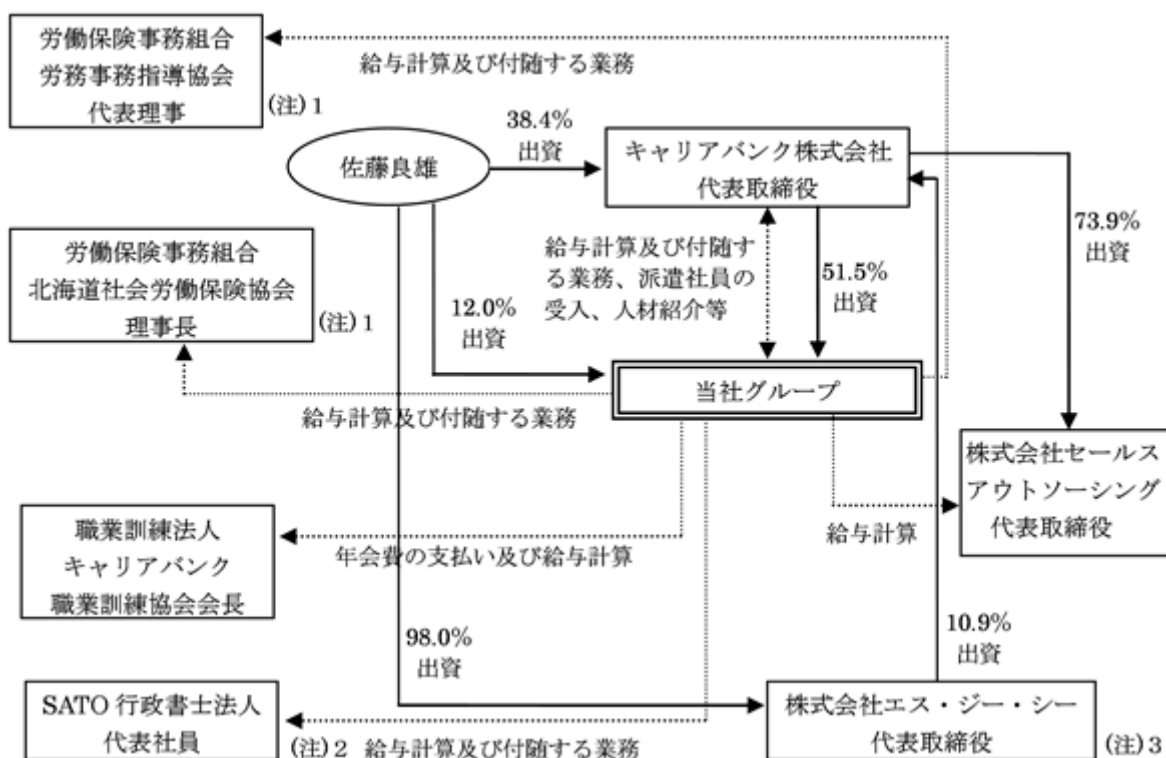 労働保険事務組合
労務事務指導協会
代表理事
(注) 1
給与計算及び付随する業務
佐藤良雄
38.4%
出資
キャリアバンク株式会社
代表取締役
73.9%
出資
労働保険事務組合
北海道社会労働保険協会
理事長
(注) 1
12.0%
出資
給与計算及び付随す
る業務、派遣社員の
受入、人材紹介等
51.5%
出資
当社グループ
給与計算及び付随する業務
株式会社セールス
アウトソーシング
代表取締役
給与計算
職業訓練法人
キャリアバンク
職業訓練協会会長
年会費の支払い及び給与計算
98.0%
出資
10.9%
出資
SATO 行政書士法人
代表社員
(注) 2
給与計算及び付随する業務
株式会社エス・ジー・シー
代表取締役
(注) 3